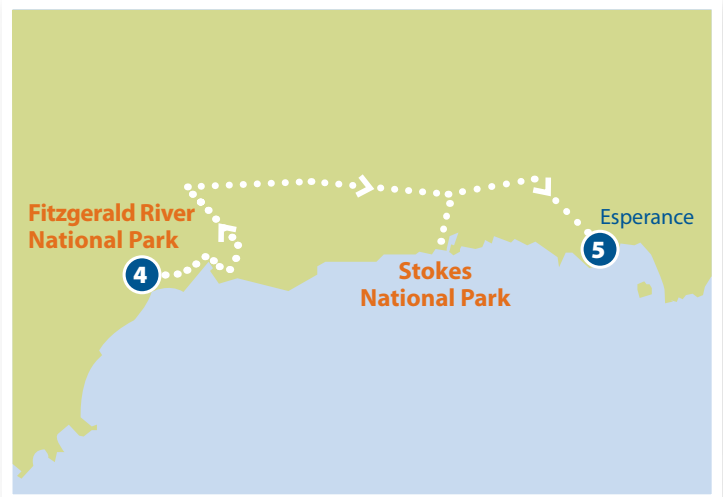 Fitzgerald River
National Park
4
Esperance
5
Stokes
National Park